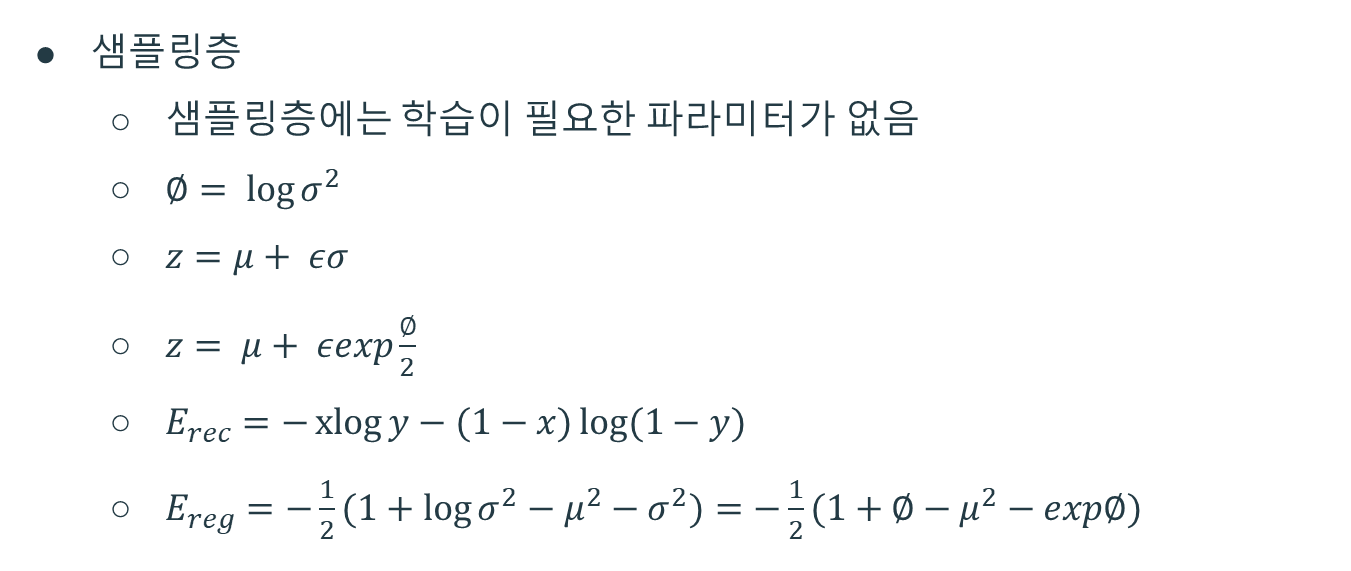 ● 샘플링층
○ 샘플링층에는 학습이 필요한 파라미터가 없음
○ ∅ = log σ²
○ z = μ + ϵσ
○ z = μ + ϵexp ∅/2
○ E_rec = − xlog y − (1 − x) log(1 − y)
○ E_reg = − 1/2 (1 + log σ² − μ² − σ²) = − 1/2 (1 + ∅ − μ² − exp∅)